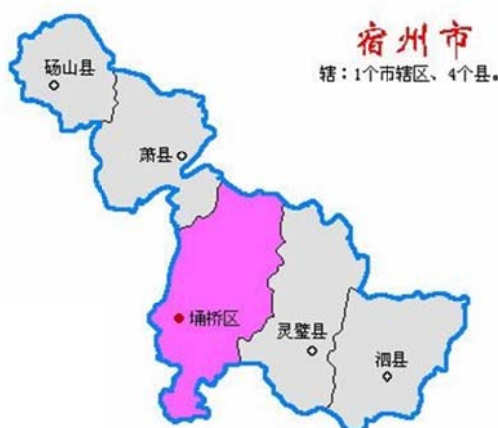 宿州市
辖：1个市辖区、4个县。
砀山县
萧县
埇桥区
灵璧县
泗县